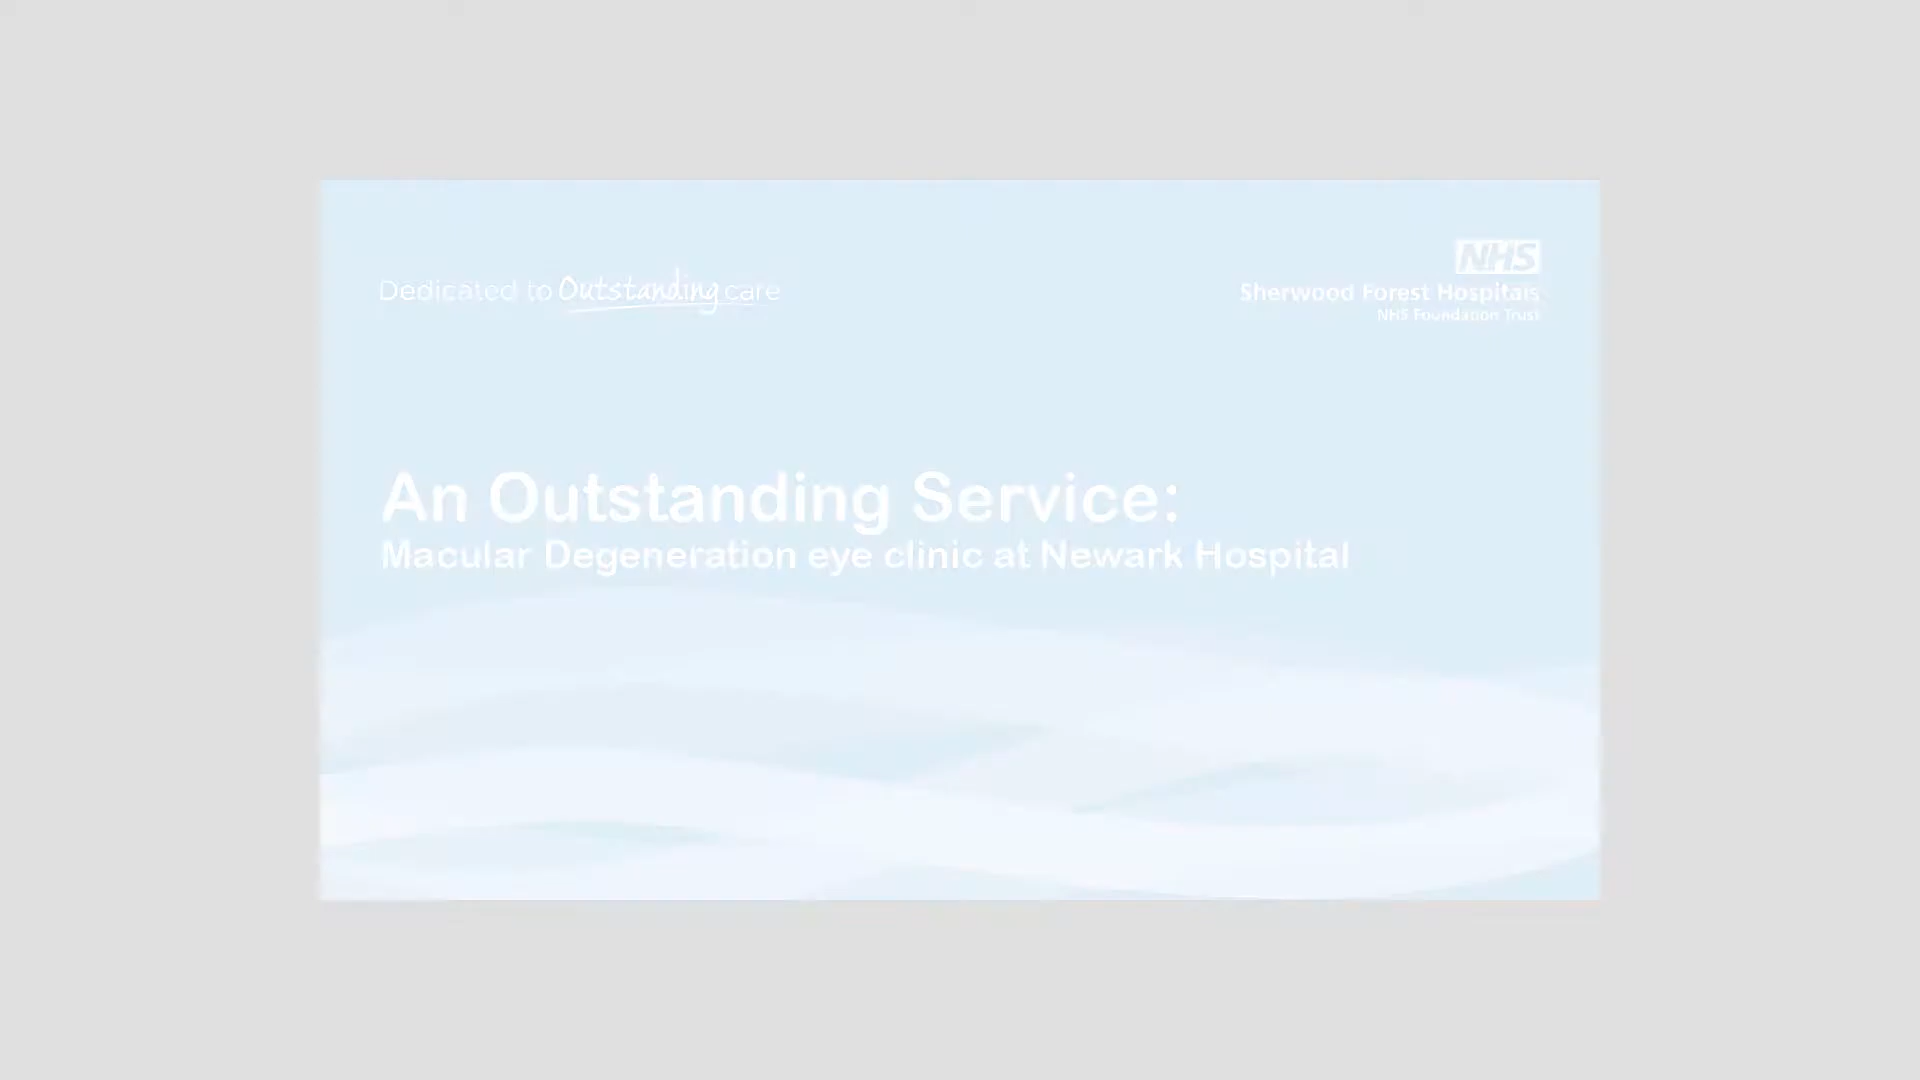 Dedicated to Outstanding care
NHS
Sherwood Forest Hospitals
NHS Foundation Trust
An Outstanding Service:
Macular Degeneration eye clinic at Newark Hospital